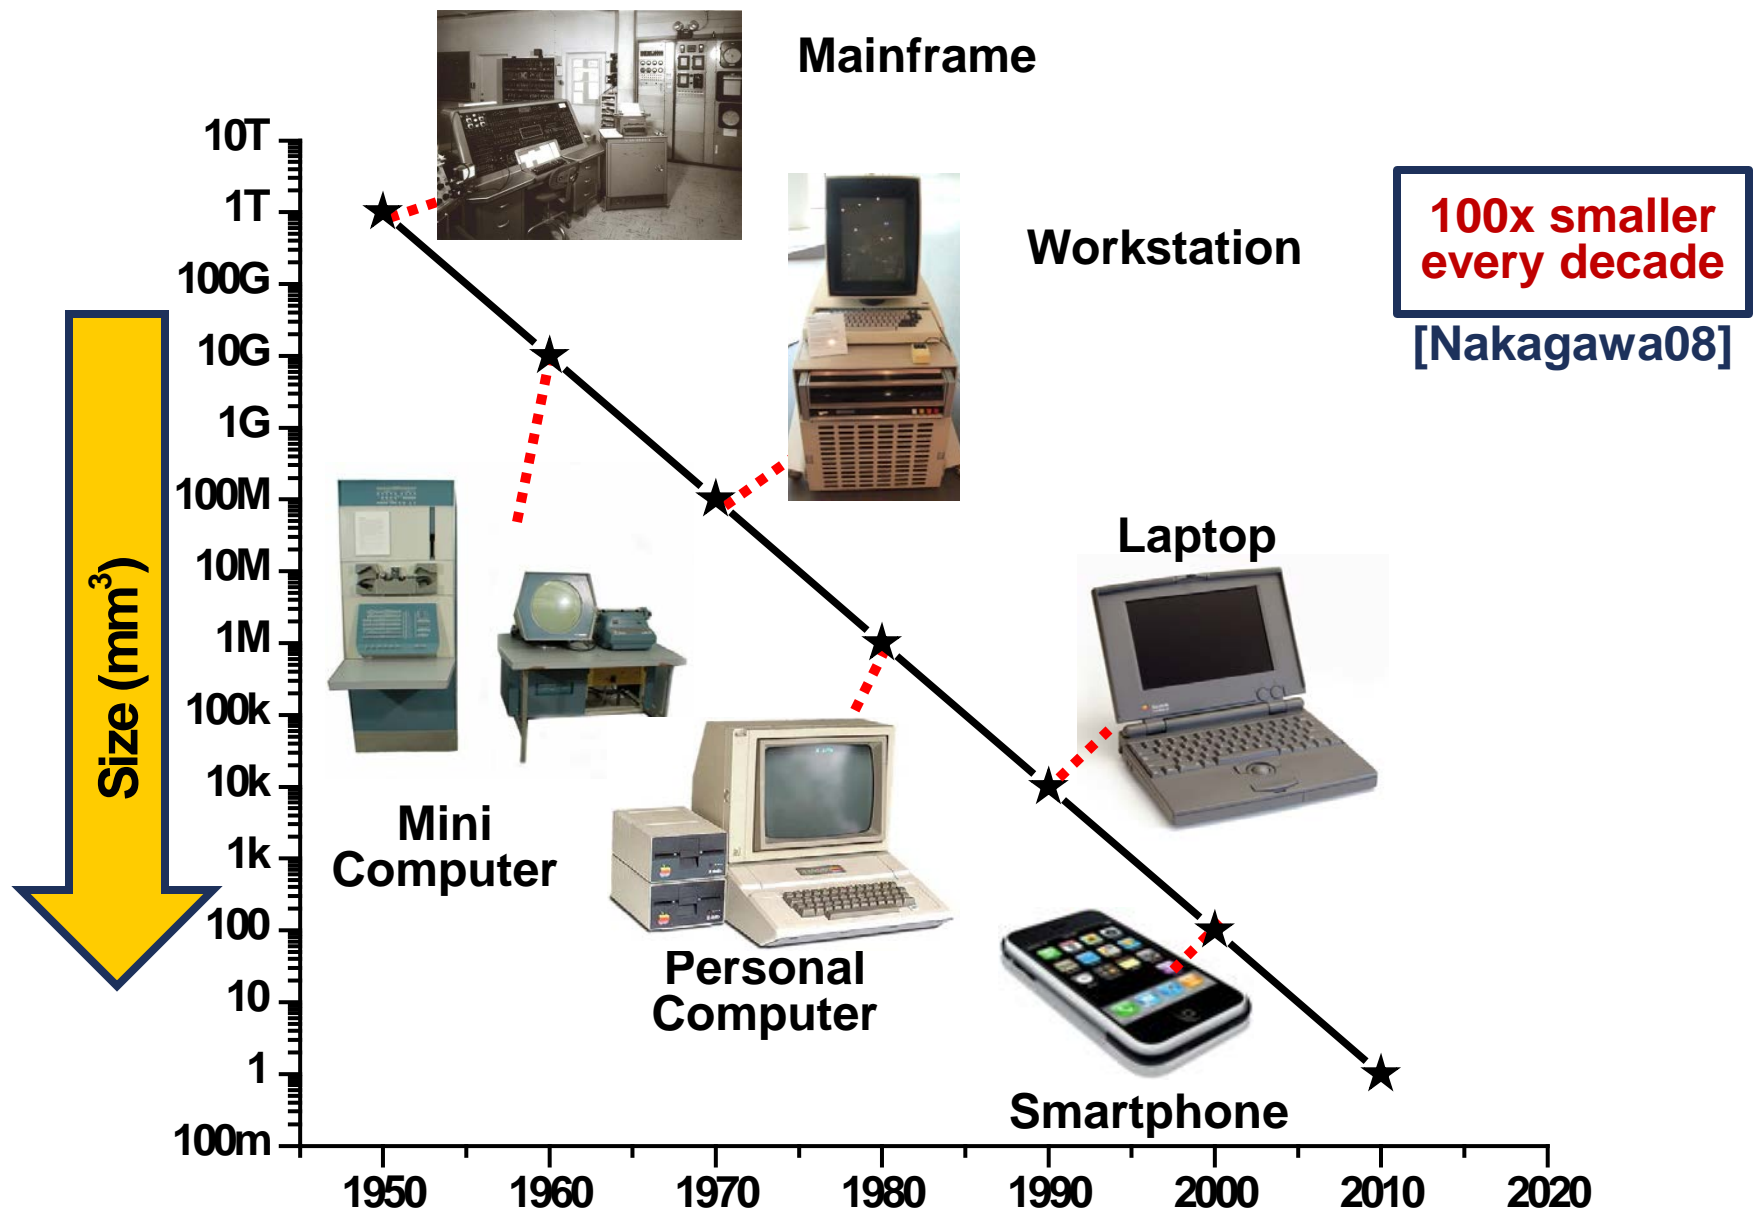 Mainframe
10T
1T
100G
10G
1G
100M
10M
1M
100k
10k
1k
100
10
1
100m
Size (mm³)
Workstation
100x smaller
every decade
[Nakagawa08]
Laptop
Mini
Computer
Personal
Computer
Smartphone
1950 1960 1970 1980 1990 2000 2010 2020